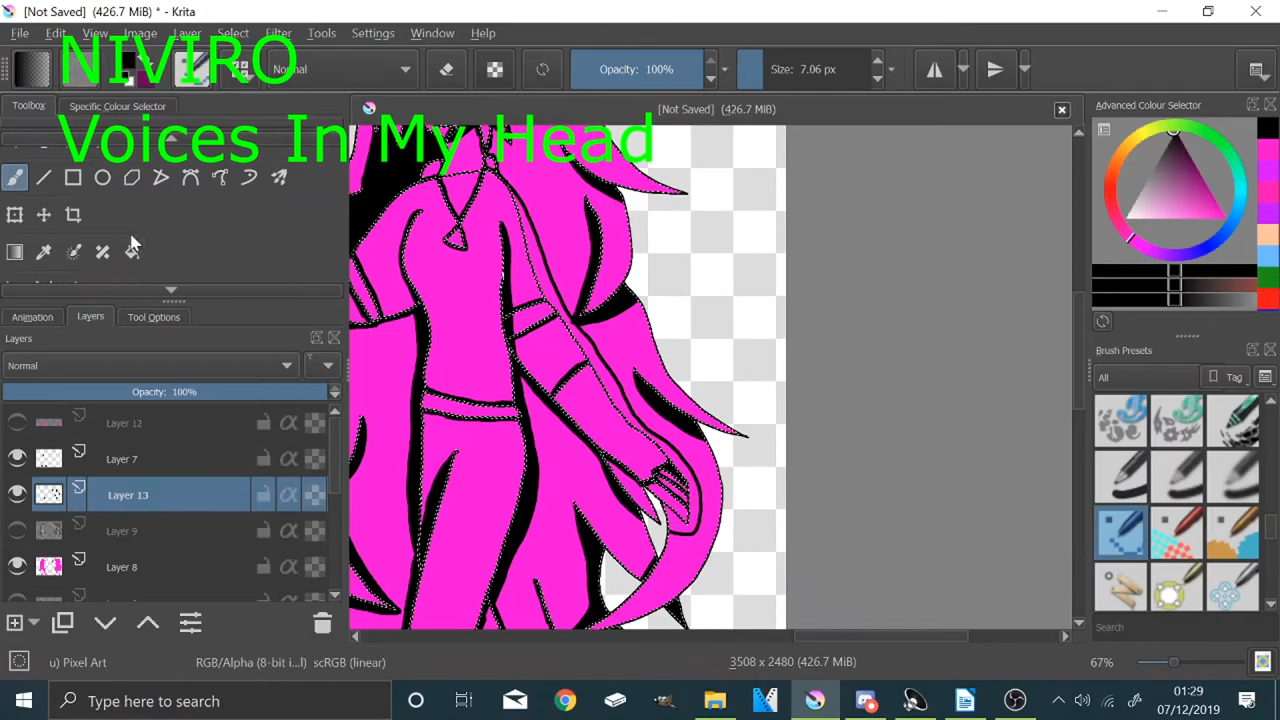 [Not Saved] (426.7 MiB) * - Krita
File Edit View Image Layer Select Filter Tools Settings Window Help
NIVIRO
Voices In My Head
Normal
Opacity: 100%
Size: 7.06 px
Toolbox
Specific Colour Selector
[Not Saved] (426.7 MiB)
Advanced Colour Selector
Animation
Layers
Tool Options
Layers
Normal
Opacity: 100%
Layer 12
Layer 7
Layer 13
Layer 9
Layer 8
Brush Presets
All
Tag
Search
u) Pixel Art
RGB/Alpha (8-bit i...l) scRGB (linear)
3508 x 2480 (426.7 MiB)
67%
Type here to search
01:29
07/12/2019